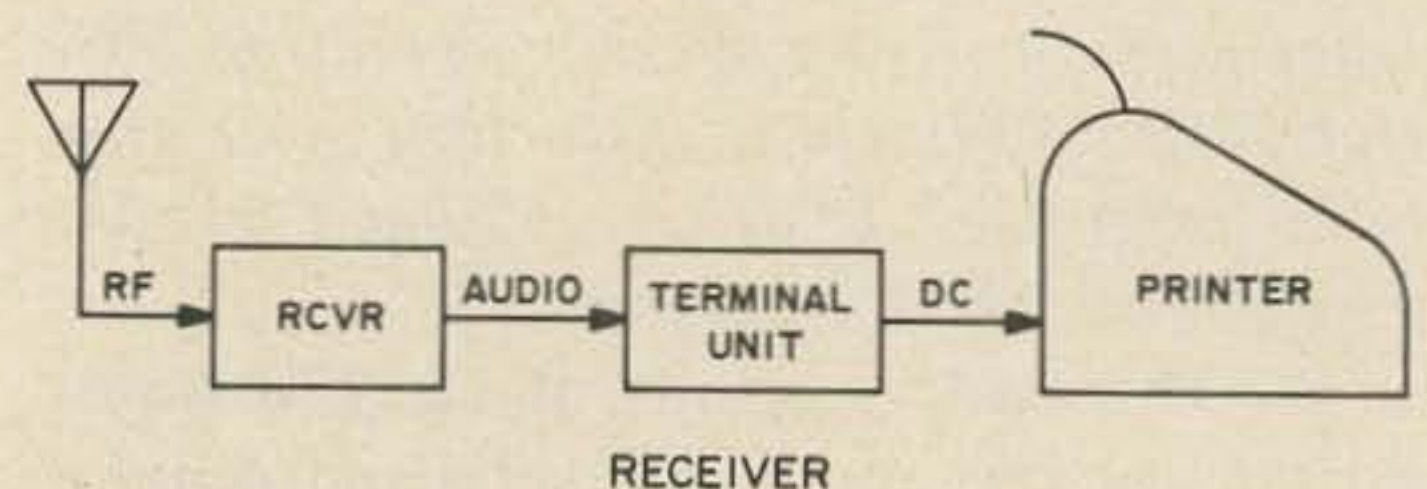 RF
RCVR
AUDIO
TERMINAL
UNIT
DC
PRINTER
RECEIVER